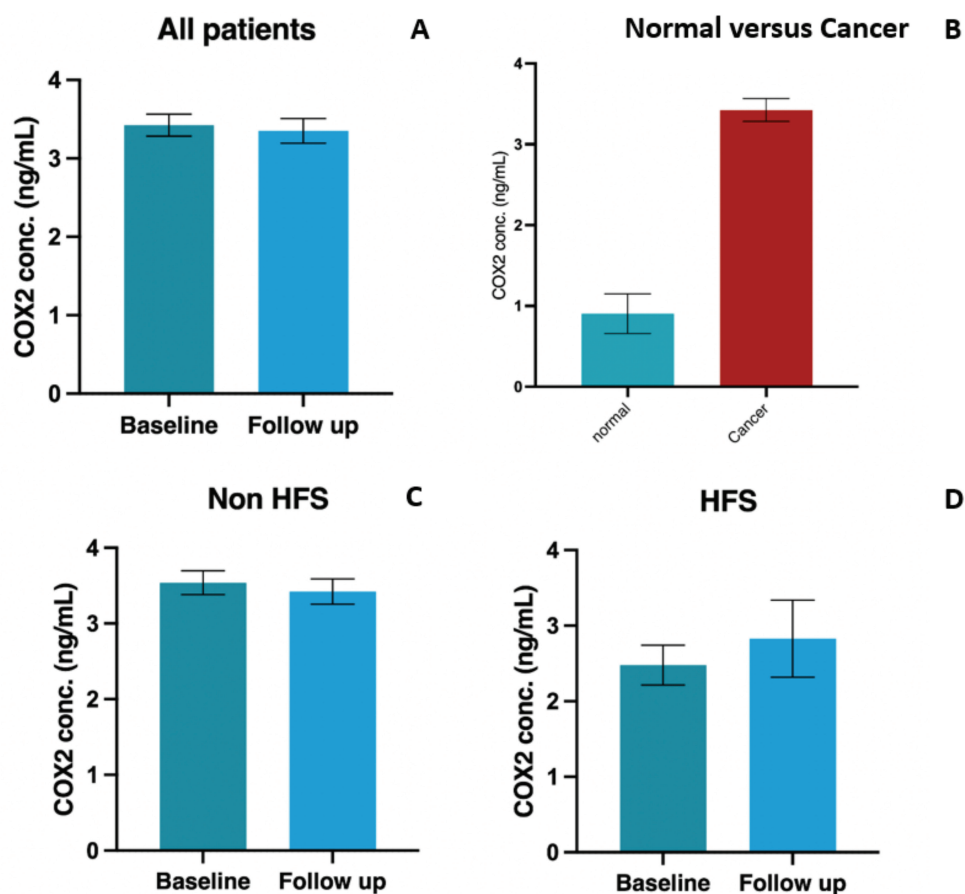 All patients A
COX2 conc. (ng/mL)
4
3
2
1
0
Baseline Follow up
Normal versus Cancer B
COX2 conc. (ng/mL)
4
3
2
1
0
normal Cancer
Non HFS C
COX2 conc. (ng/mL)
4
3
2
1
0
Baseline Follow up
HFS D
COX2 conc. (ng/mL)
4
3
2
1
0
Baseline Follow up